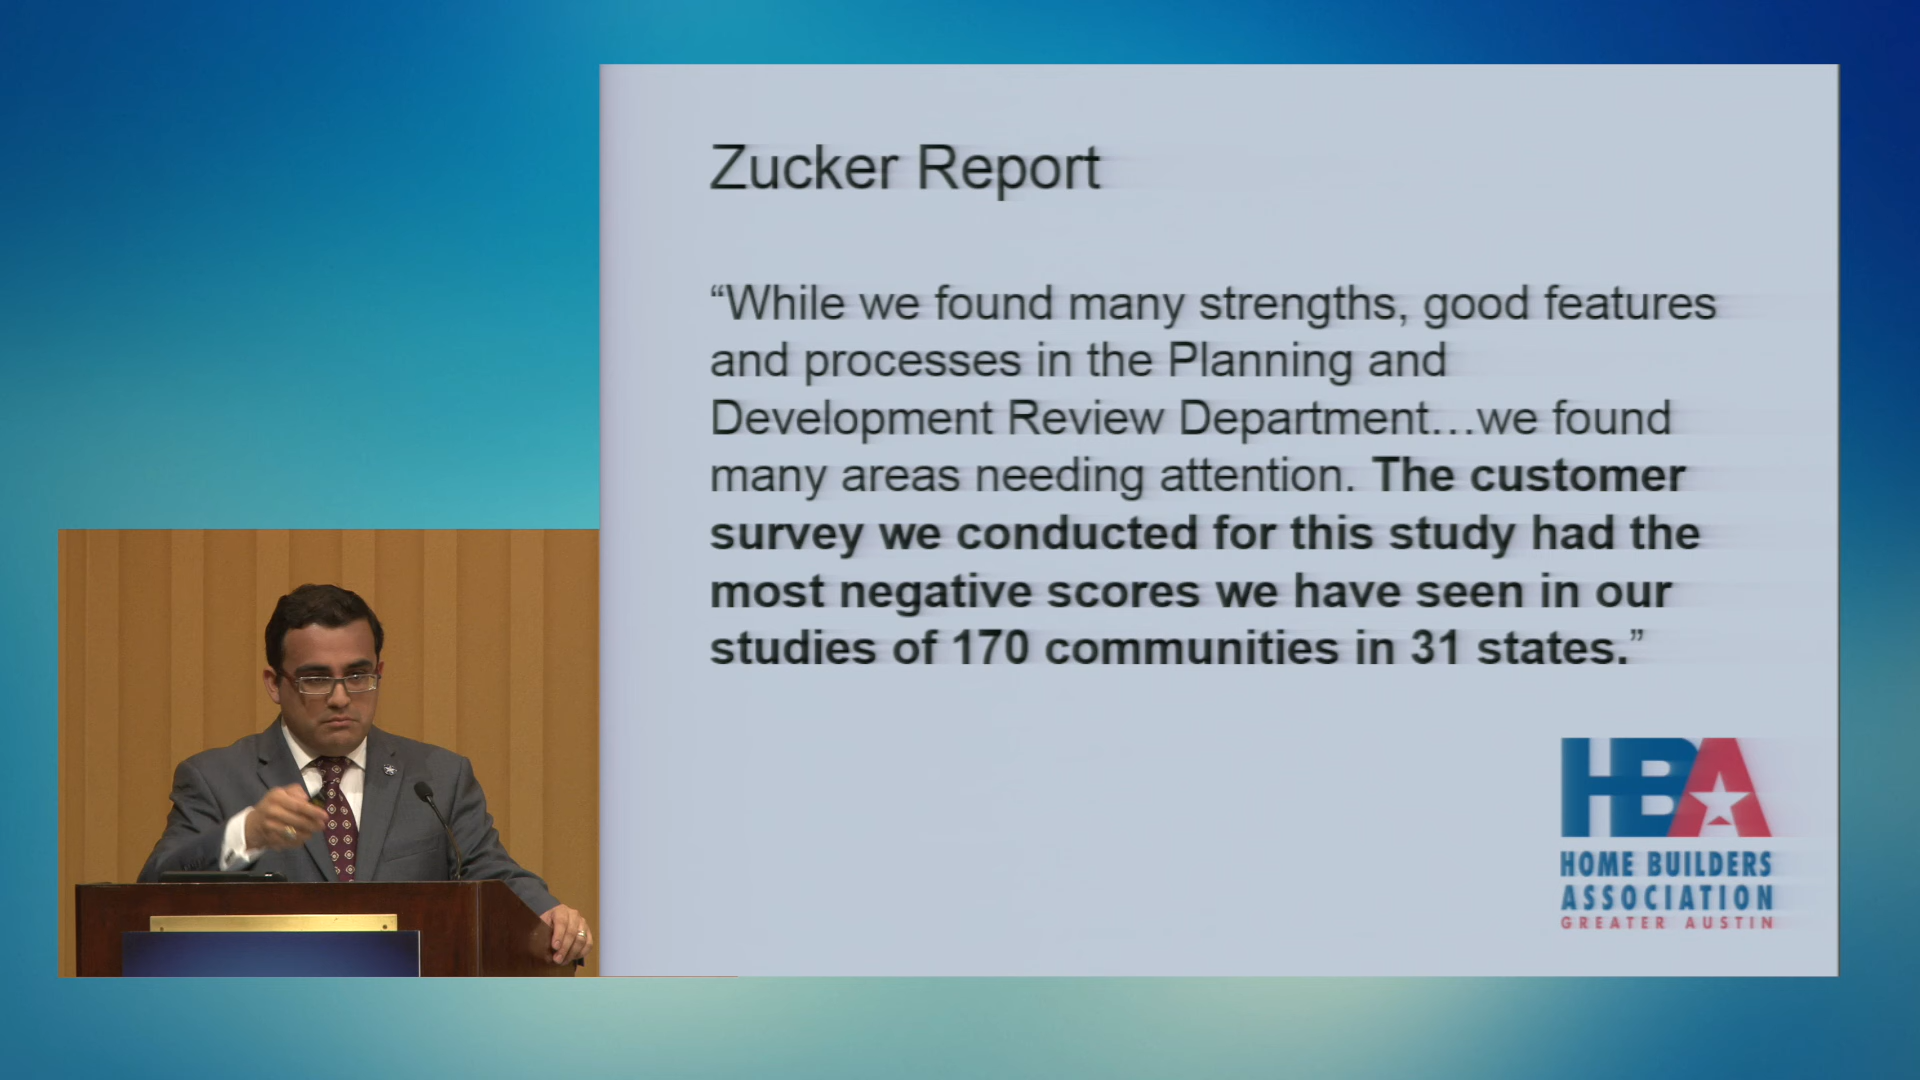 Zucker Report
“While we found many strengths, good features
and processes in the Planning and
Development Review Department…we found
many areas needing attention. The customer
survey we conducted for this study had the
most negative scores we have seen in our
studies of 170 communities in 31 states.”
HBA
HOME BUILDERS
ASSOCIATION
GREATER AUSTIN